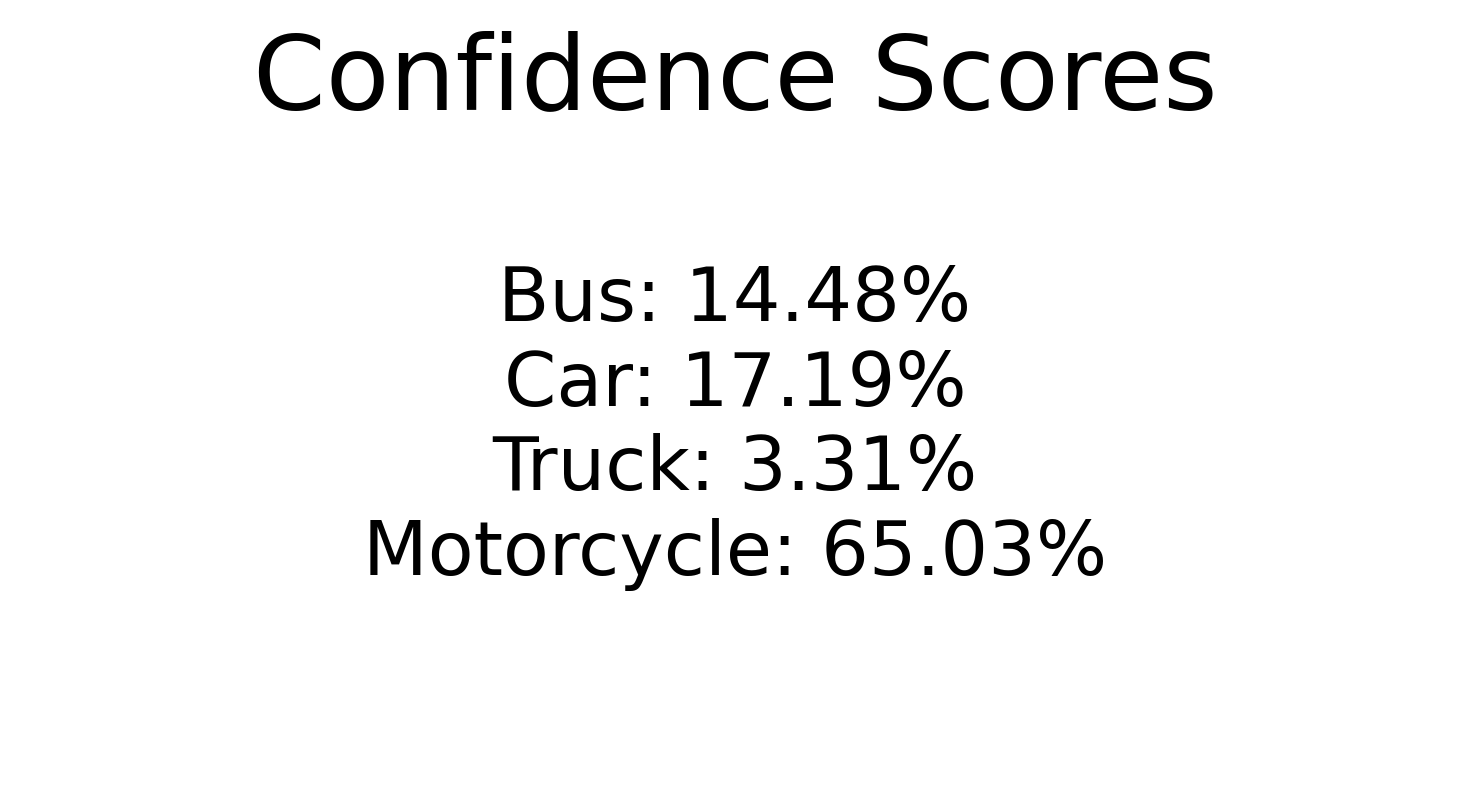 Confidence Scores
Bus: 14.48%
Car: 17.19%
Truck: 3.31%
Motorcycle: 65.03%